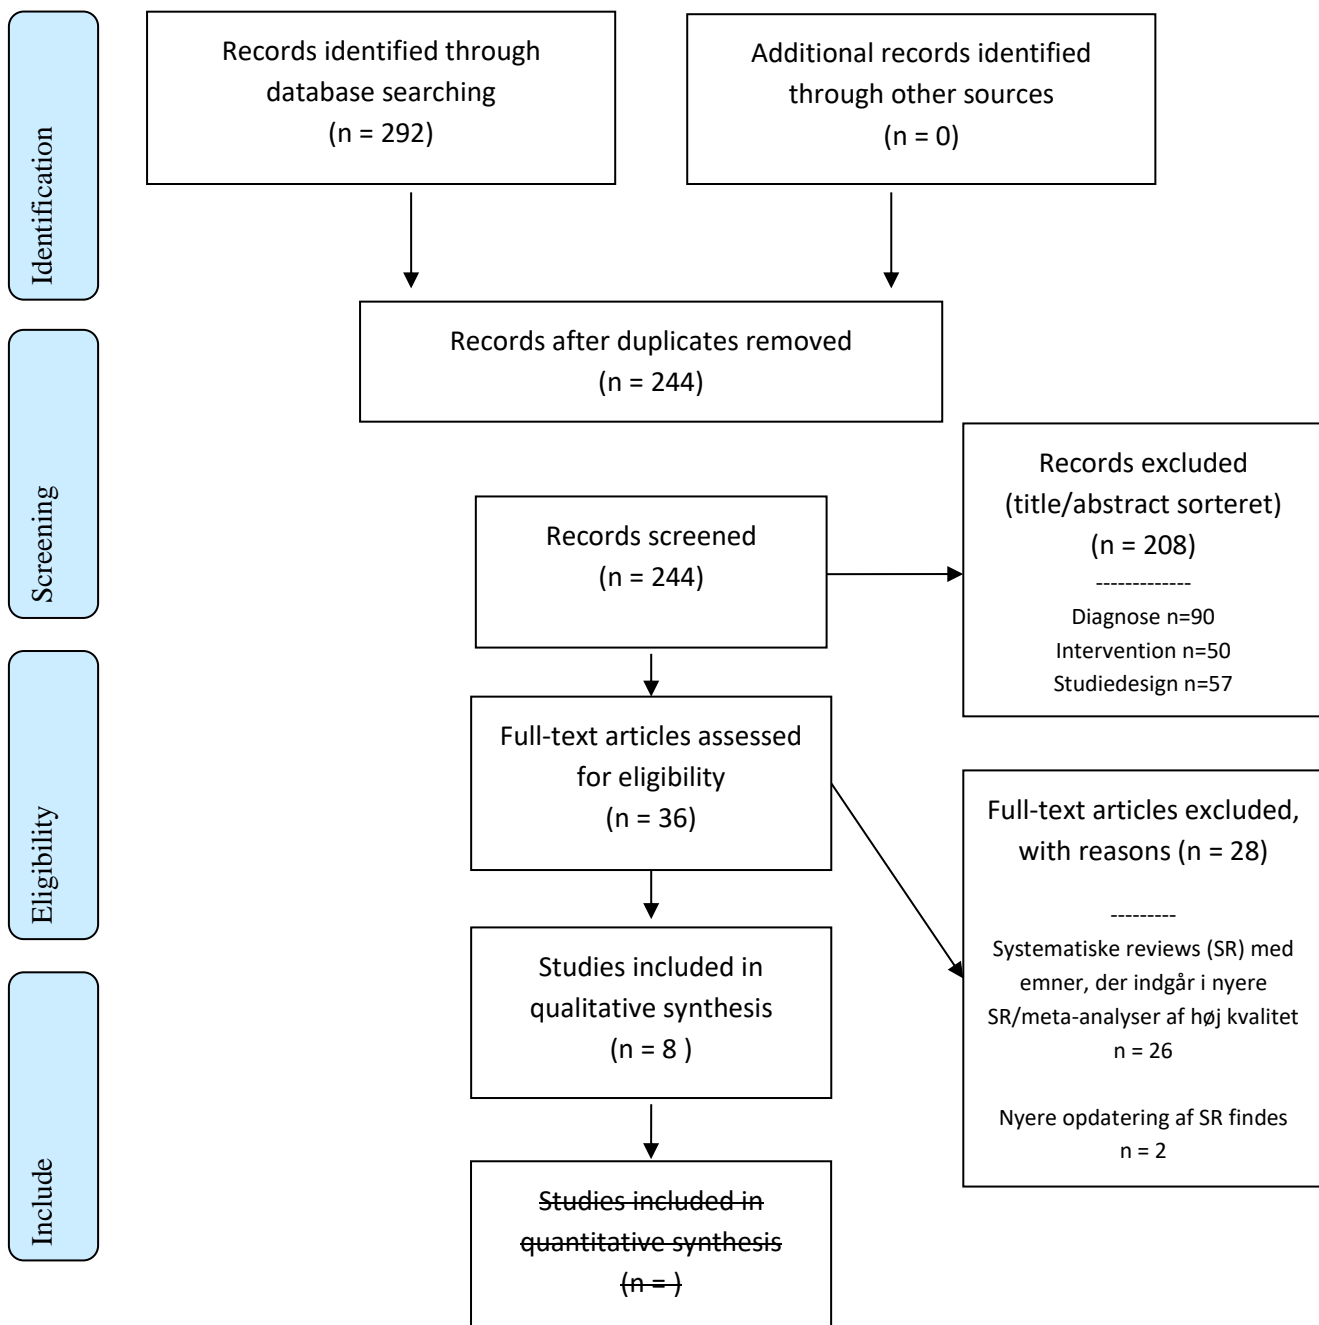 Identification
Records identified through
database searching
(n = 292)
Additional records identified
through other sources
(n = 0)
Records after duplicates removed
(n = 244)
Screening
Records screened
(n = 244)
Records excluded
(title/abstract sorteret)
(n = 208)
-------------
Diagnose n=90
Intervention n=50
Studiedesign n=57
Eligibility
Full-text articles assessed
for eligibility
(n = 36)
Full-text articles excluded,
with reasons (n = 28)
---------
Systematiske reviews (SR) med
emner, der indgår i nyere
SR/meta-analyser af høj kvalitet
n = 26
Nyere opdatering af SR findes
n = 2
Studies included in
qualitative synthesis
(n = 8 )
Include
Studies included in
quantitative synthesis
(n = )